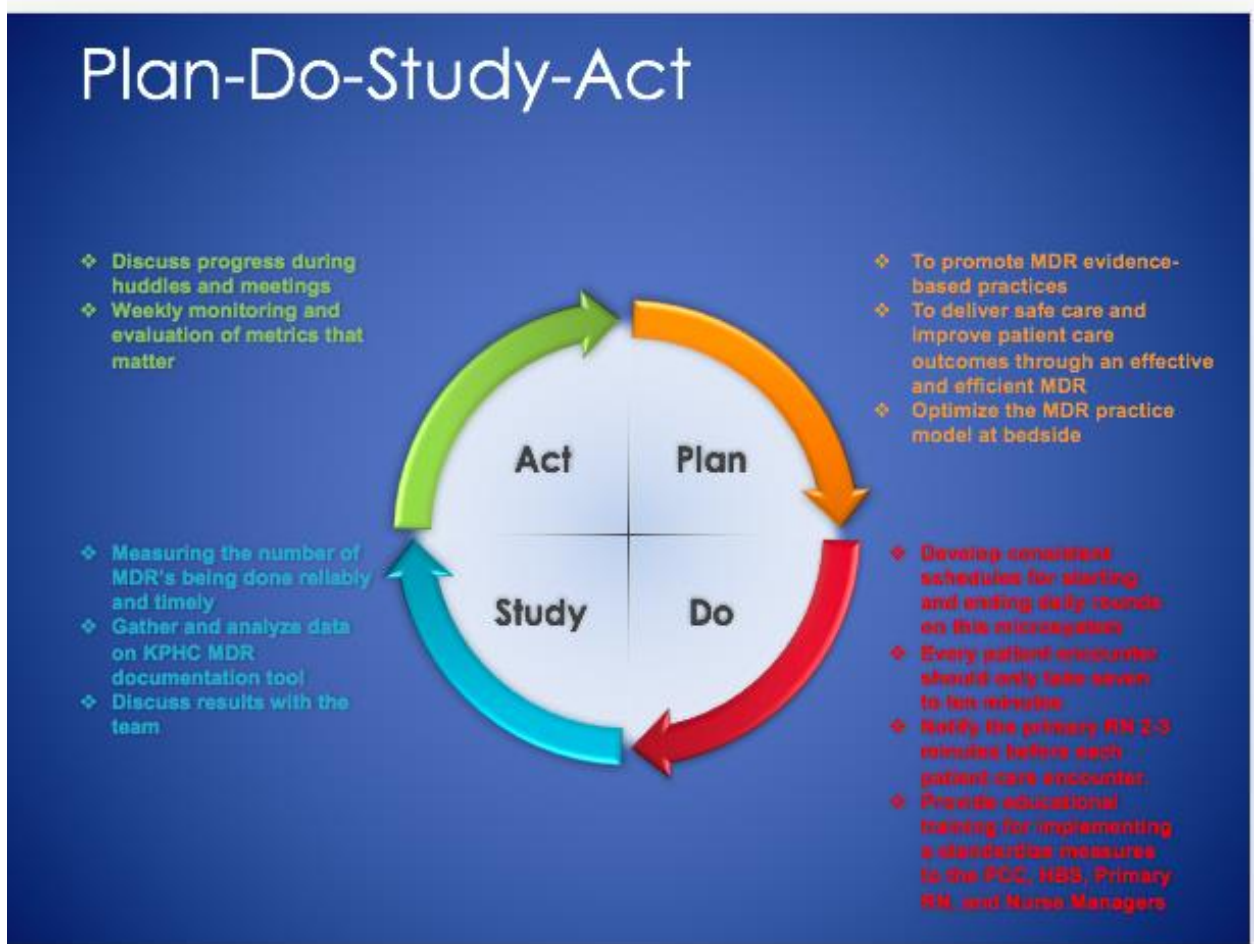 Plan-Do-Study-Act
❖ Discuss progress during
huddles and meetings
❖ Weekly monitoring and
evaluation of metrics that
matter
❖ To promote MDR evidence-
based practices
❖ To deliver safe care and
improve patient care
outcomes through an effective
and efficient MDR
❖ Optimize the MDR practice
model at bedside
Act
Plan
Study
Do
❖ Measuring the number of
MDR's being done reliably
and timely
❖ Gather and analyze data
on KPHC MDR
documentation tool
❖ Discuss results with the
team
❖ Develop consistent
schedules for starting
and ending daily rounds
on this microsystem
❖ Every patient encounter
should only take seven
to ten minutes
❖ Notify the primary RN 2-3
minutes before each
patient care encounter.
❖ Provide educational
training for implementing
a standardize measures
to the PCC, HBS, Primary
RN, and Nurse Managers